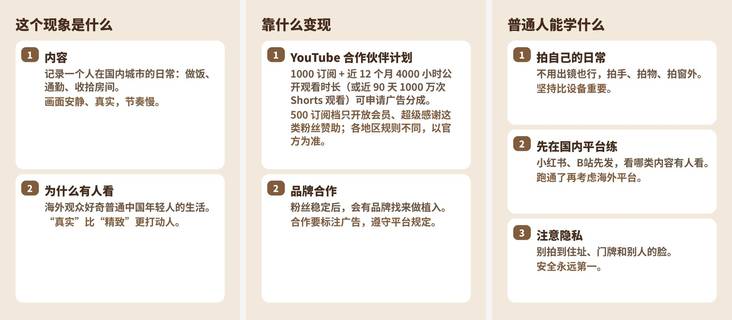 这个现象是什么
1 内容
记录一个人在国内城市的日常：做饭、
通勤、收拾房间。
画面安静、真实，节奏慢。
2 为什么有人看
海外观众好奇普通中国年轻人的生活。
“真实”比“精致”更打动人。
靠什么变现
1 YouTube 合作伙伴计划
1000 订阅 + 近 12 个月 4000 小时公
开观看时长（或近 90 天 1000 万次
Shorts 观看）可申请广告分成。
500 订阅档只开放会员、超级感谢这
类粉丝赞助；各地区规则不同，以官
方为准。
2 品牌合作
粉丝稳定后，会有品牌找来做植入。
合作要标注广告，遵守平台规定。
普通人能学什么
1 拍自己的日常
不用出镜也行，拍手、拍物、拍窗外。
坚持比设备重要。
2 先在国内平台练
小红书、B站先发，看哪类内容有人看。
跑通了再考虑海外平台。
3 注意隐私
别拍到住址、门牌和别人的脸。
安全永远第一。